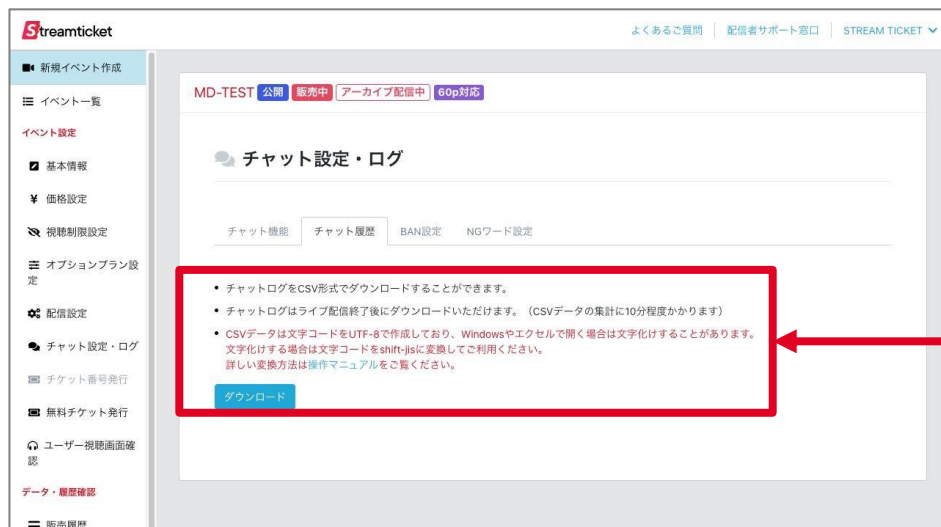 Streamticket
よくあるご質問
配信者サポート窓口
STREAM TICKET
新規イベント作成
イベント一覧
イベント設定
基本情報
¥ 価格設定
視聴制限設定
オプションプラン設
定
配信設定
チャット設定・ログ
チケット番号発行
無料チケット発行
ユーザー視聴画面確
認
データ・履歴確認
販売履歴
MD-TEST 公開 販売中 アーカイブ配信中 60p対応
チャット設定・ログ
チャット機能 チャット履歴 BAN設定 NGワード設定
• チャットログをCSV形式でダウンロードすることができます。
• チャットログはライブ配信終了後にダウンロードいただけます。（CSVデータの集計に10分程度かかります）
• CSVデータは文字コードをUTF-8で作成しており、Windowsやエクセルで開く場合は文字化けすることがあります。
文字化けする場合は文字コードをshift-jisに変換してご利用ください。
詳しい変換方法は操作マニュアルをご覧ください。
ダウンロード